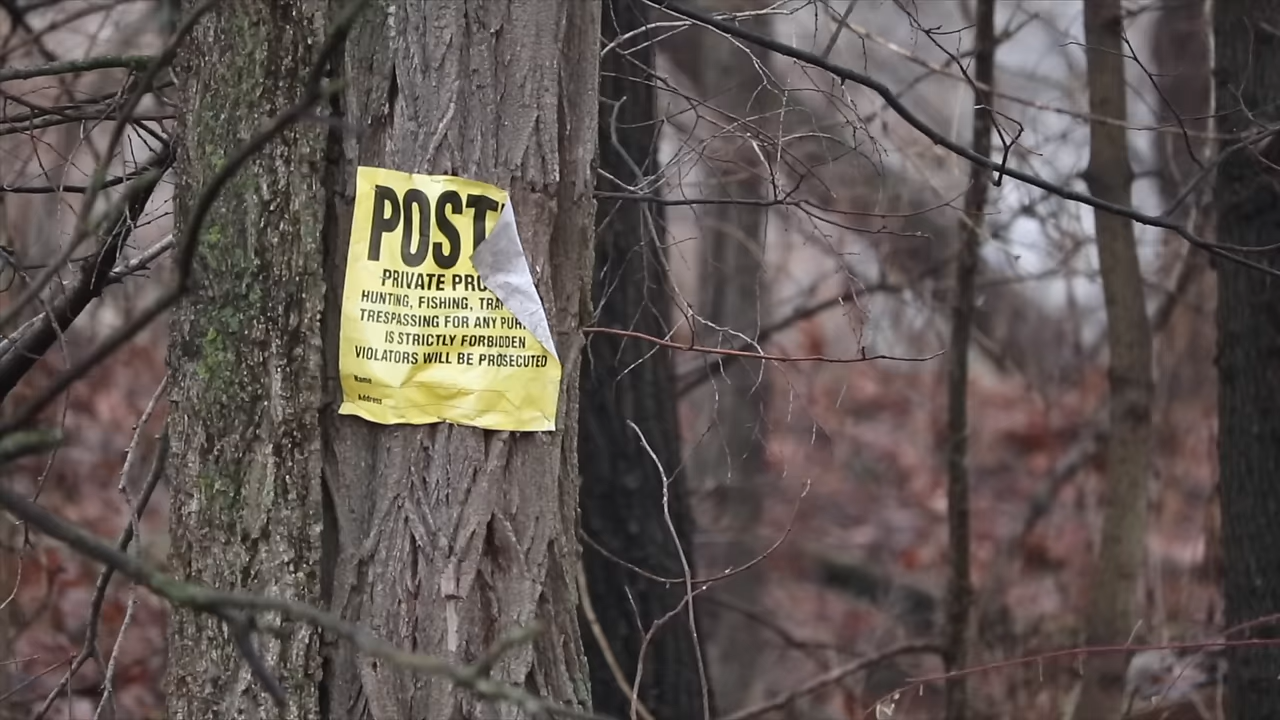 POST
PRIVATE PRO
HUNTING, FISHING, TRA
TRESPASSING FOR ANY PUR
IS STRICTLY FORBIDDEN
VIOLATORS WILL BE PROSECUTED
Name
Address